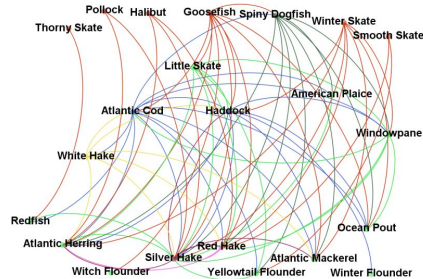 Pollock
Halibut
Goosefish
Spiny Dogfish
Winter Skate
Thorny Skate
Smooth Skate
Little Skate
American Plaice
Atlantic Cod
Haddock
Windowpane
White Hake
Redfish
Ocean Pout
Atlantic Herring
Silver Hake
Red Hake
Atlantic Mackerel
Witch Flounder
Yellowtail Flounder
Winter Flounder